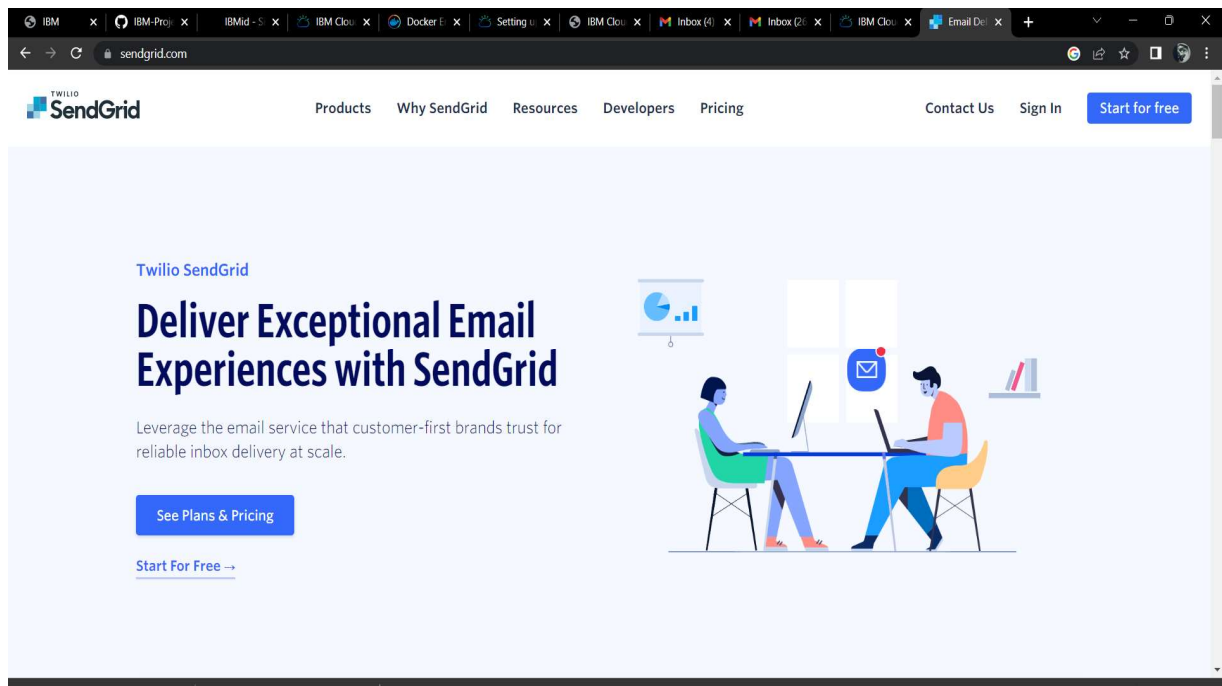 IBM
IBM-Proj
IBMid - S
IBM Clou
Docker E
Setting u
IBM Clou
Inbox (4)
Inbox (26
IBM Clou
Email Del
sendgrid.com
TWILIO
SendGrid
Products
Why SendGrid
Resources
Developers
Pricing
Contact Us
Sign In
Start for free
Twilio SendGrid
Deliver Exceptional Email
Experiences with SendGrid
Leverage the email service that customer-first brands trust for
reliable inbox delivery at scale.
See Plans & Pricing
Start For Free →